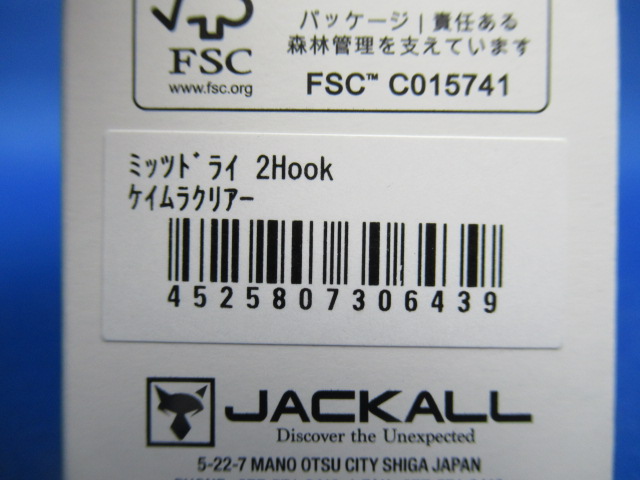 FSC
www.fsc.org
パッケージ | 責任ある
森林管理を支えています
FSC™ C015741
ミッツドライ 2Hook
ケイムラクリアー
4525807306439
JACKALL
Discover the Unexpected
5-22-7 MANO OTSU CITY SHIGA JAPAN